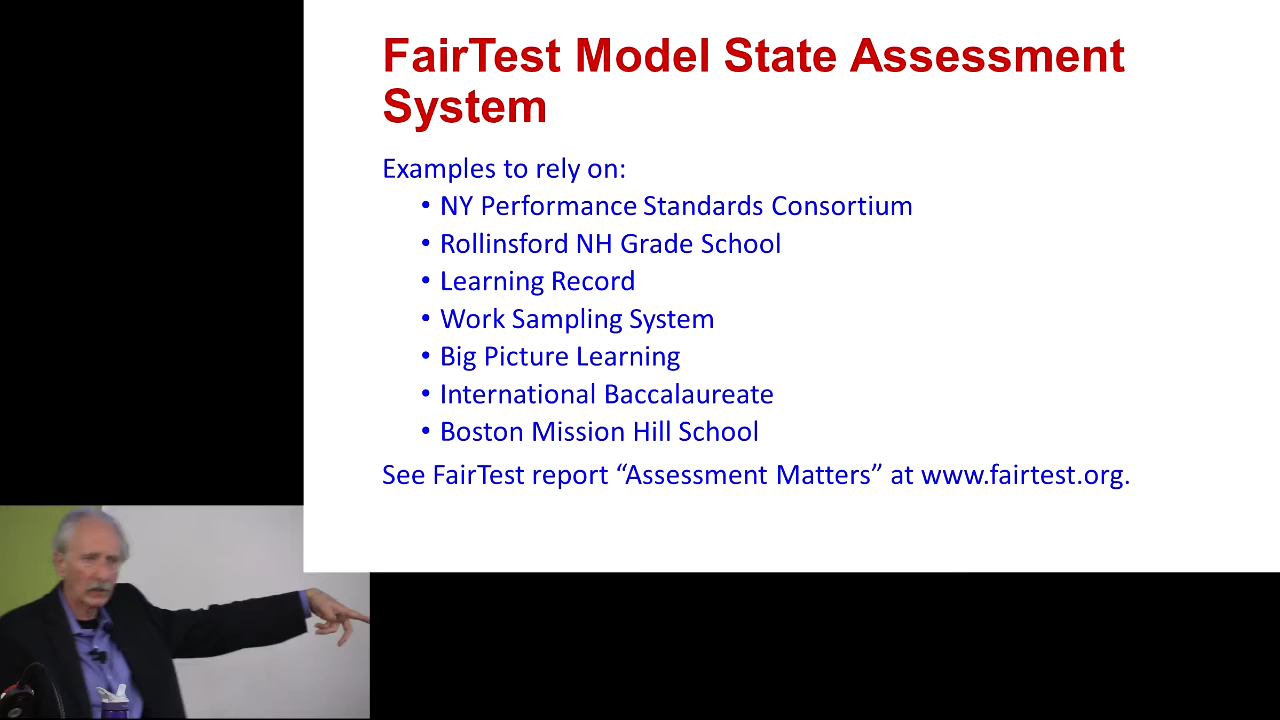 FairTest Model State Assessment
System
Examples to rely on:
• NY Performance Standards Consortium
• Rollinsford NH Grade School
• Learning Record
• Work Sampling System
• Big Picture Learning
• International Baccalaureate
• Boston Mission Hill School
See FairTest report “Assessment Matters” at www.fairtest.org.